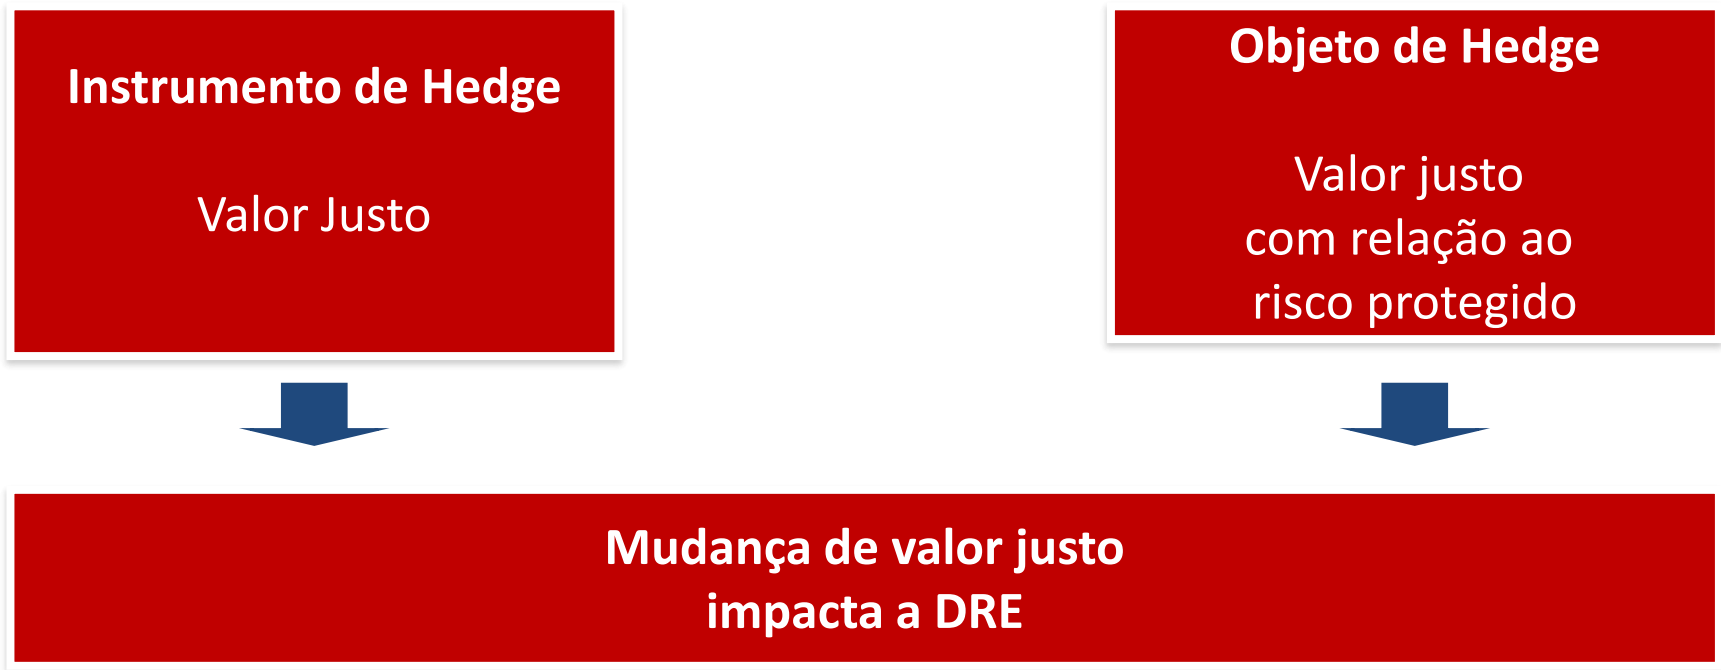 Instrumento de Hedge
Valor Justo
Objeto de Hedge
Valor justo
com relação ao
risco protegido
Mudança de valor justo
impacta a DRE